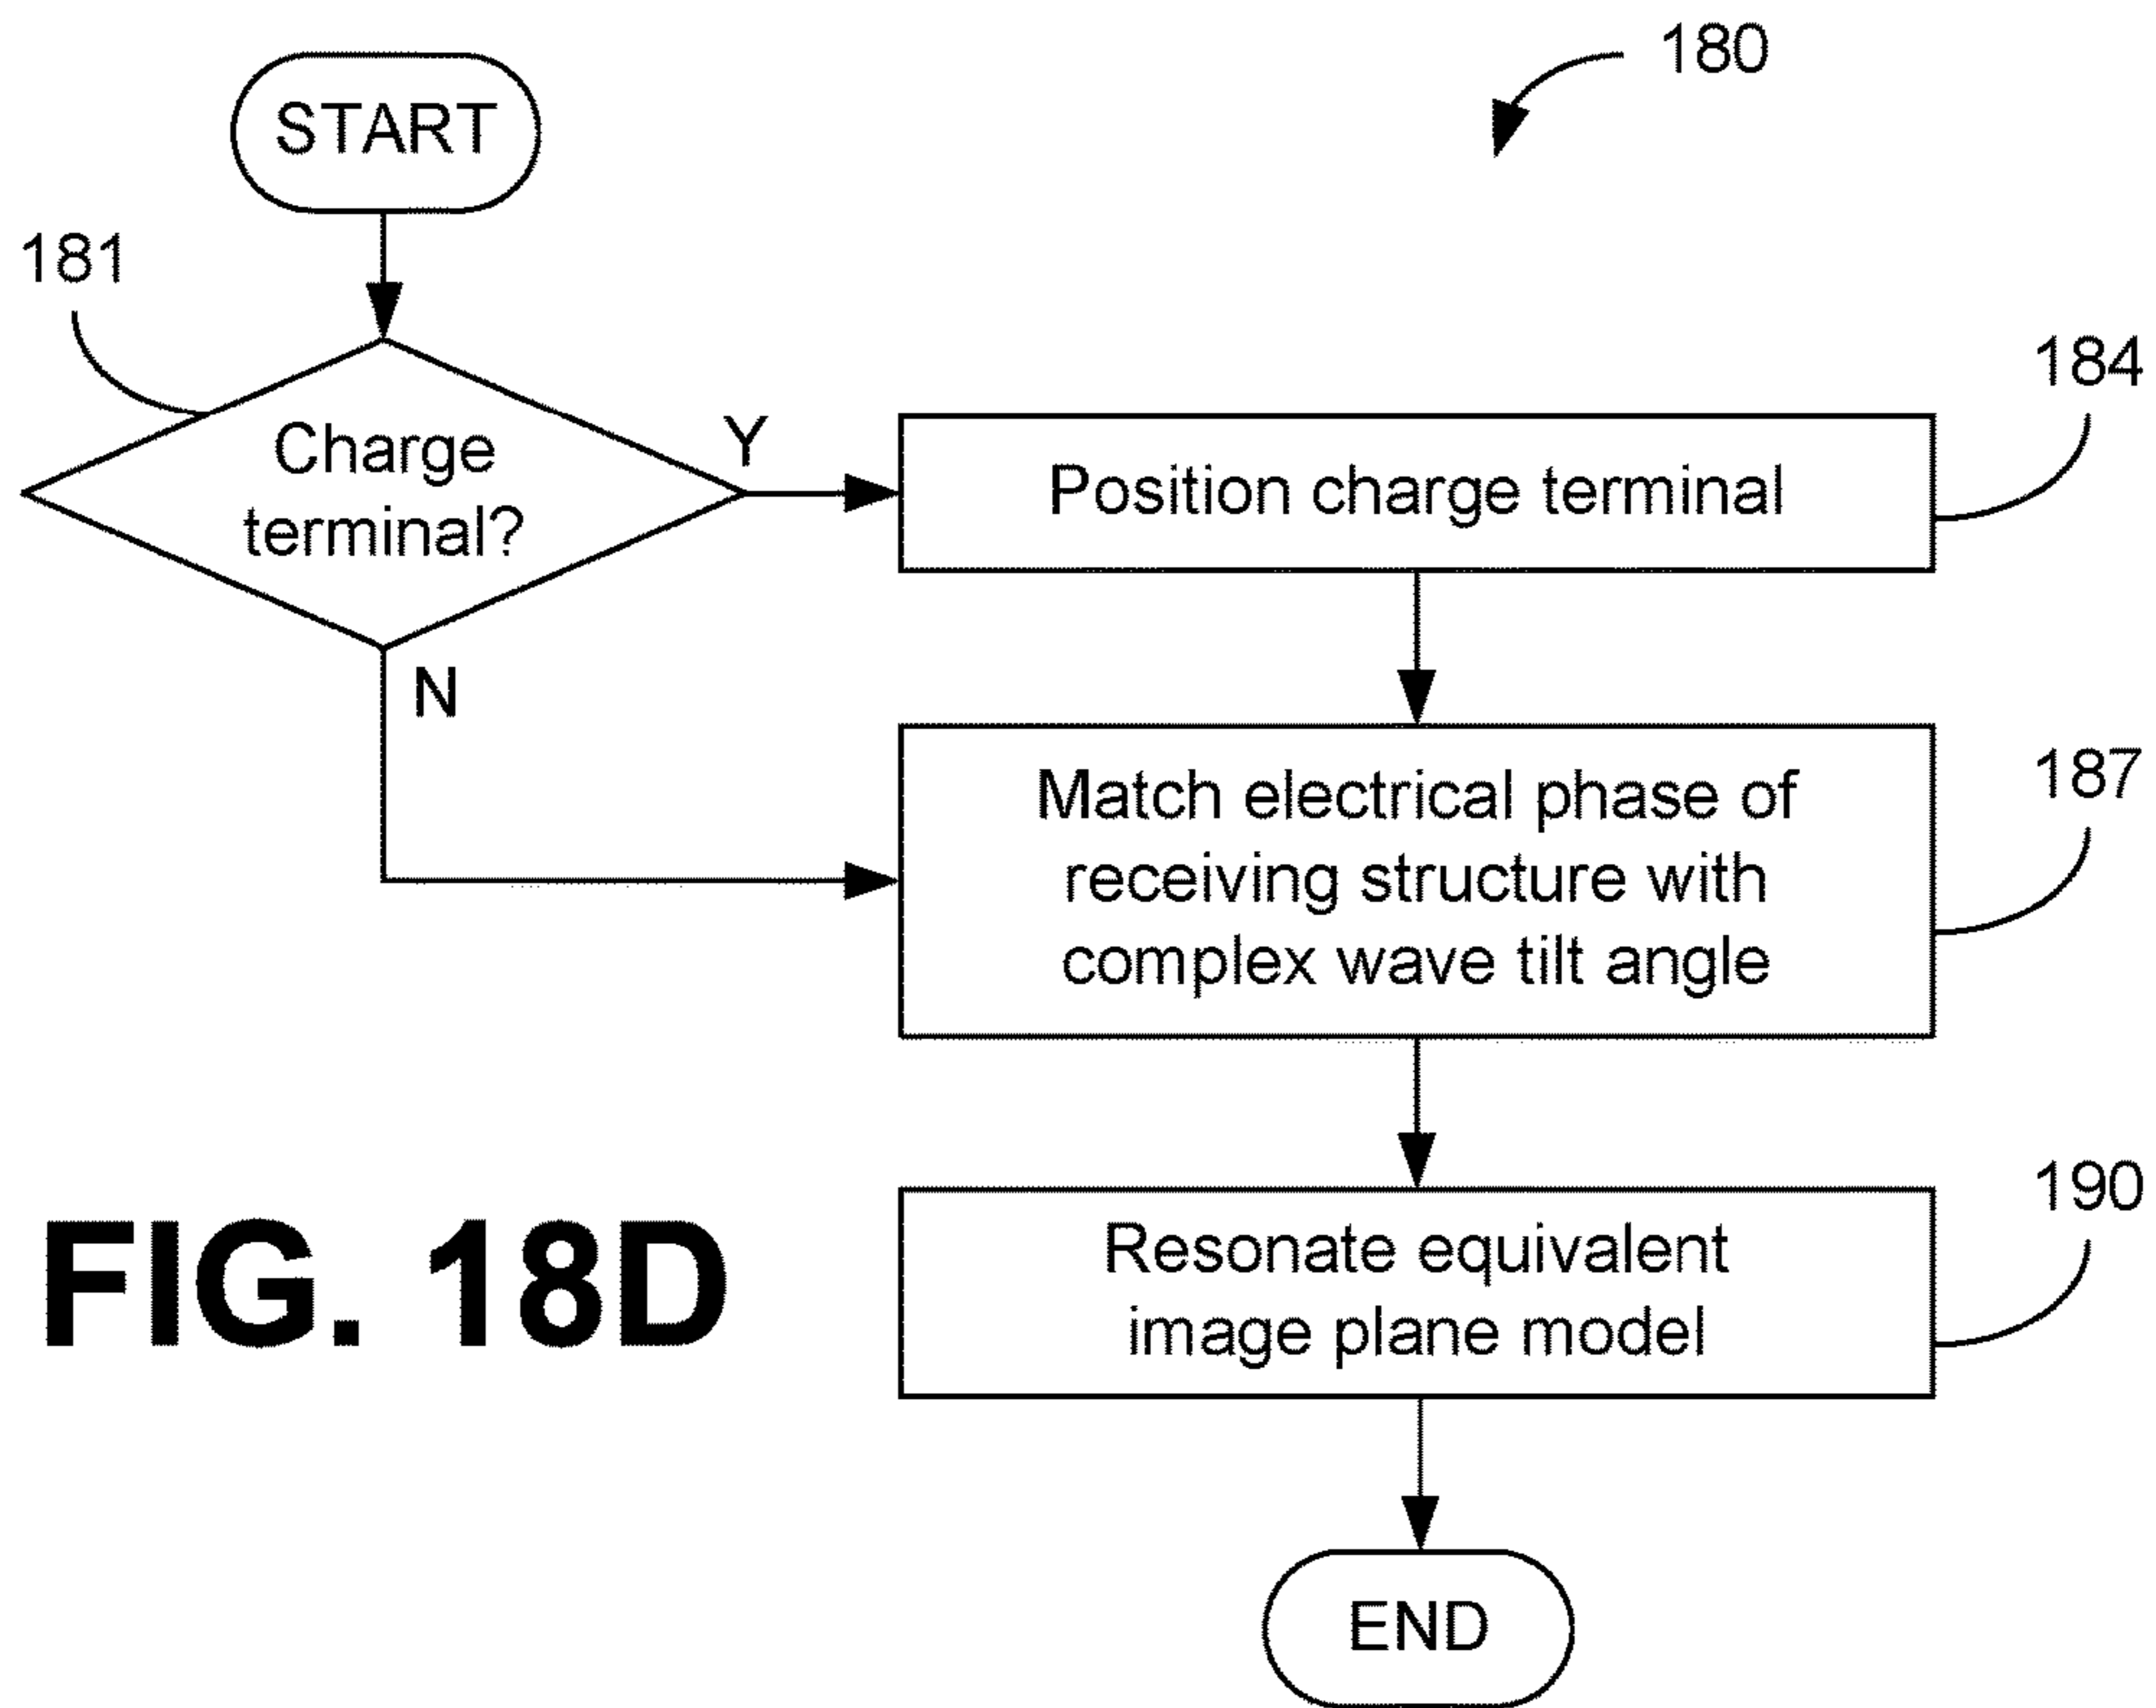 START
180
181
Charge
terminal?
Y
N
Position charge terminal
184
Match electrical phase of
receiving structure with
complex wave tilt angle
187
Resonate equivalent
image plane model
190
END
FIG. 18D